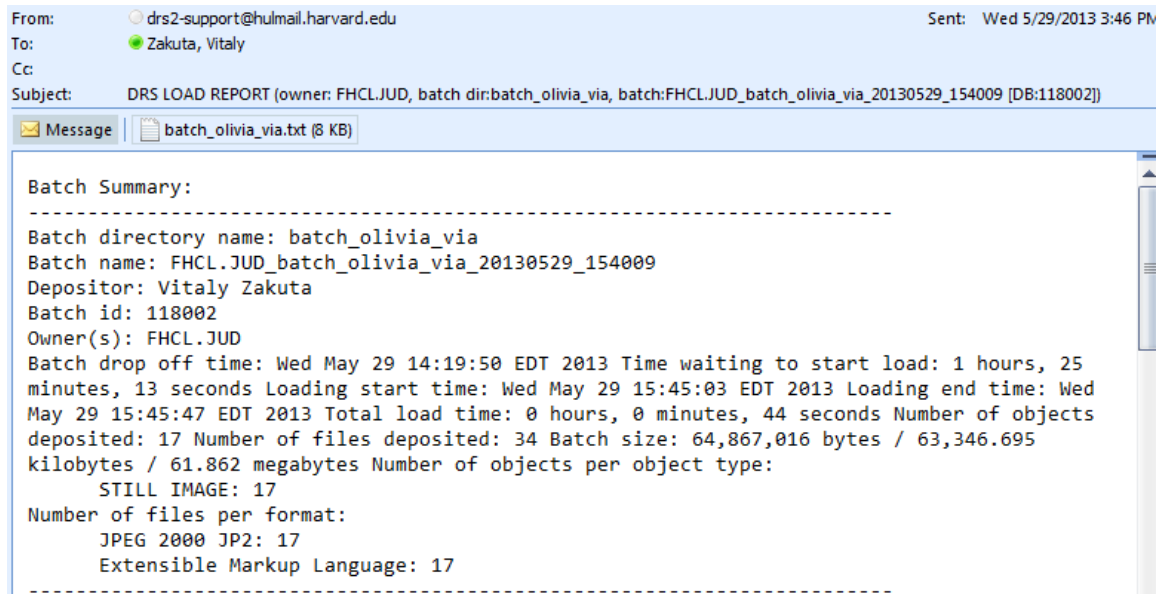 From: drs2-support@hulmail.harvard.edu Sent: Wed 5/29/2013 3:46 PM
To: Zakuta, Vitaly
Cc:
Subject: DRS LOAD REPORT (owner: FHCL.JUD, batch dir:batch_olivia_via, batch:FHCL.JUD_batch_olivia_via_20130529_154009 [DB:118002])
Message batch_olivia_via.txt (8 KB)
Batch Summary:
-------------------------------------------------------------------------
Batch directory name: batch_olivia_via
Batch name: FHCL.JUD_batch_olivia_via_20130529_154009
Depositor: Vitaly Zakuta
Batch id: 118002
Owner(s): FHCL.JUD
Batch drop off time: Wed May 29 14:19:50 EDT 2013 Time waiting to start load: 1 hours, 25
minutes, 13 seconds Loading start time: Wed May 29 15:45:03 EDT 2013 Loading end time: Wed
May 29 15:45:47 EDT 2013 Total load time: 0 hours, 0 minutes, 44 seconds Number of objects
deposited: 17 Number of files deposited: 34 Batch size: 64,867,016 bytes / 63,346.695
kilobytes / 61.862 megabytes Number of objects per object type:
STILL IMAGE: 17
Number of files per format:
JPEG 2000 JP2: 17
Extensible Markup Language: 17
-------------------------------------------------------------------------